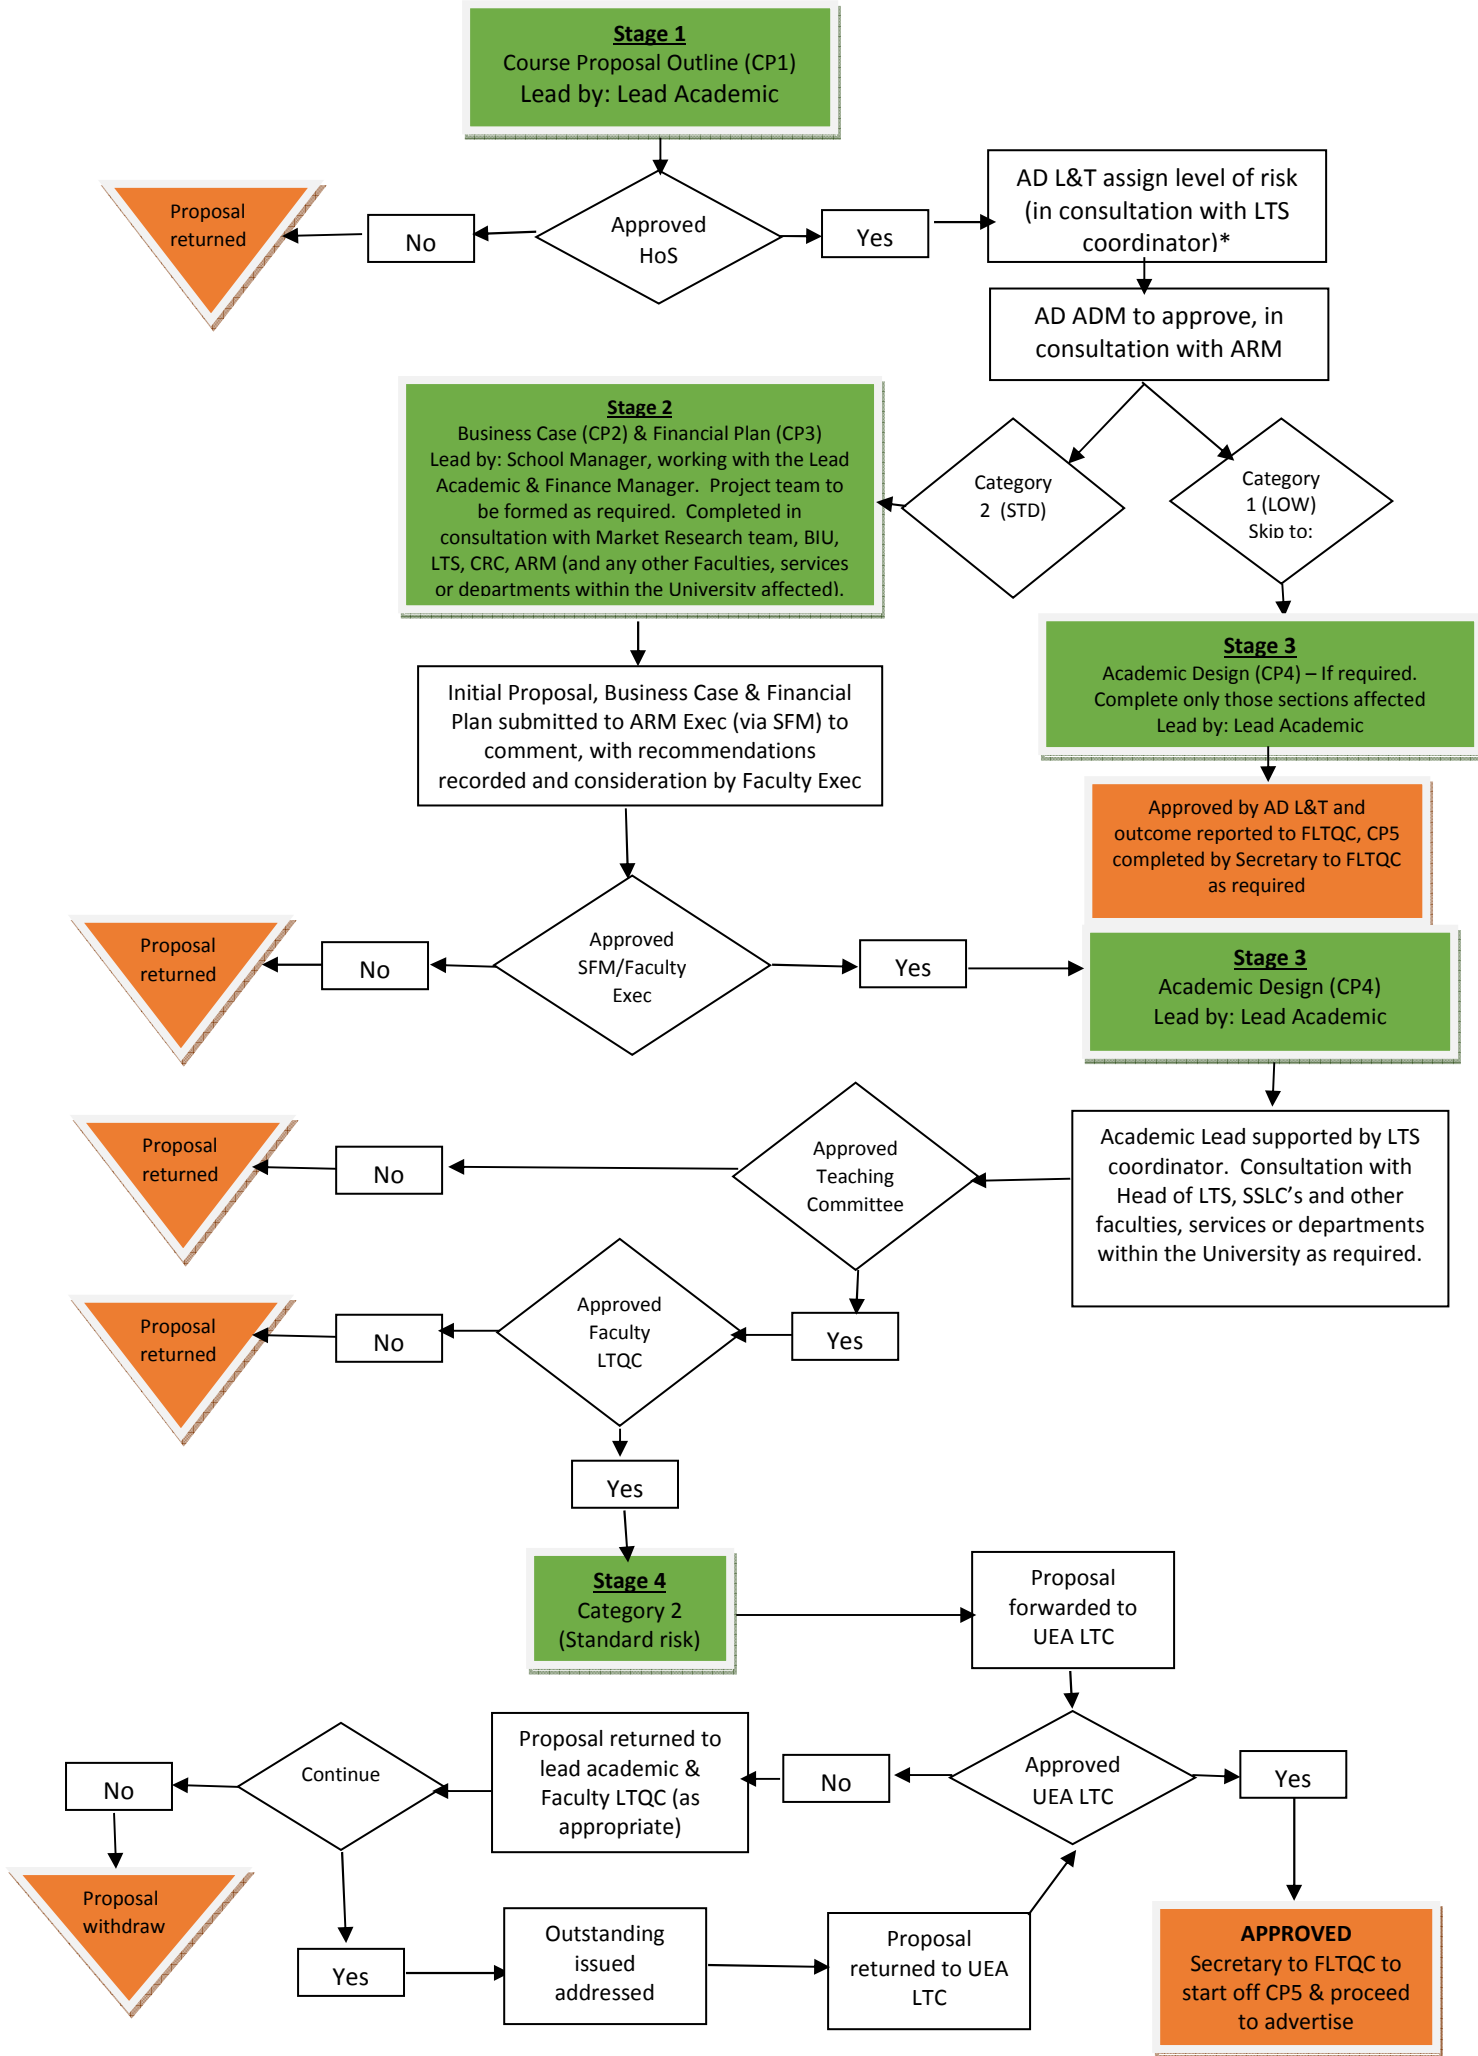 Stage 1
Course Proposal Outline (CP1)
Lead by: Lead Academic
Proposal
returned
No
Approved
HoS
Yes
AD L&T assign level of risk
(in consultation with LTS
coordinator)*
AD ADM to approve, in
consultation with ARM
Stage 2
Business Case (CP2) & Financial Plan (CP3)
Lead by: School Manager, working with the Lead
Academic & Finance Manager.  Project team to
be formed as required.  Completed in
consultation with Market Research team, BIU,
LTS, CRC, ARM (and any other Faculties, services
or departments within the University affected).
Category
2  (STD)
Category
1 (LOW)
Skip to:
Stage 3
Academic Design (CP4) – If required.
Complete only those sections affected
Lead by: Lead Academic
Initial Proposal, Business Case & Financial
Plan submitted to ARM Exec (via SFM) to
comment, with recommendations
recorded and consideration by Faculty Exec
Approved by AD L&T and
outcome reported to FLTQC, CP5
completed by Secretary to FLTQC
as required
Proposal
returned
No
Approved
SFM/Faculty
Exec
Yes
Stage 3
Academic Design (CP4)
Lead by: Lead Academic
Proposal
returned
No
Approved
Teaching
Committee
Academic Lead supported by LTS
coordinator.  Consultation with
Head of LTS, SSLC’s and other
faculties, services or departments
within the University as required.
Proposal
returned
No
Approved
Faculty
LTQC
Yes
Yes
Stage 4
Category 2
(Standard risk)
Proposal
forwarded to
UEA LTC
No
Continue
Proposal returned to
lead academic &
Faculty LTQC (as
appropriate)
No
Approved
UEA LTC
Yes
Proposal
withdraw
Yes
Outstanding
issued
addressed
Proposal
returned to UEA
LTC
APPROVED
Secretary to FLTQC to
start off CP5 & proceed
to advertise